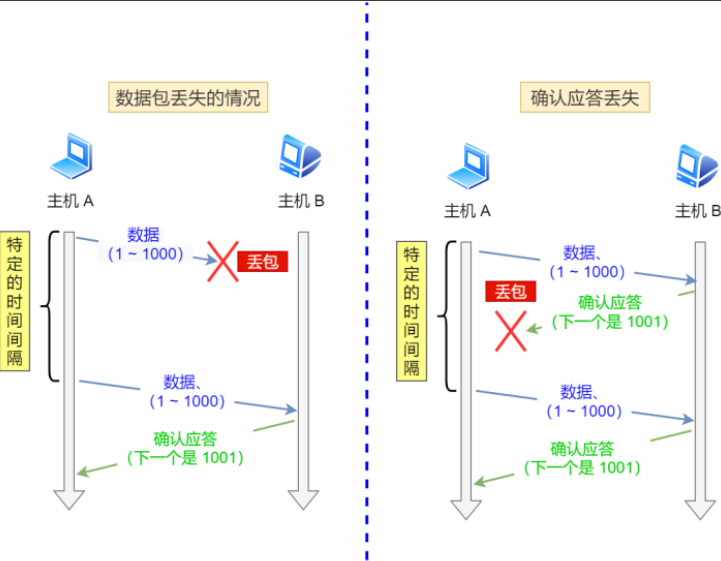 数据包丢失的情况
主机 A
主机 B
特定的时间间隔
数据
（1 ~ 1000）
丢包
数据、
（1 ~ 1000）
确认应答
（下一个是 1001）
确认应答丢失
主机 A
主机 B
特定的时间间隔
数据、
（1 ~ 1000）
丢包
确认应答
（下一个是 1001）
数据、
（1 ~ 1000）
确认应答
（下一个是 1001）